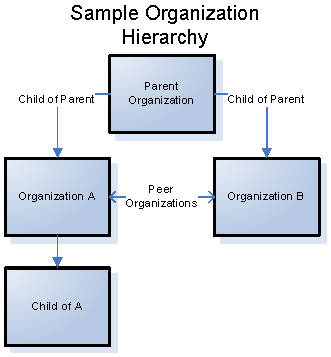 Sample Organization
Hierarchy
Parent
Organization
Child of Parent
Child of Parent
Organization A
Peer
Organizations
Organization B
Child of A